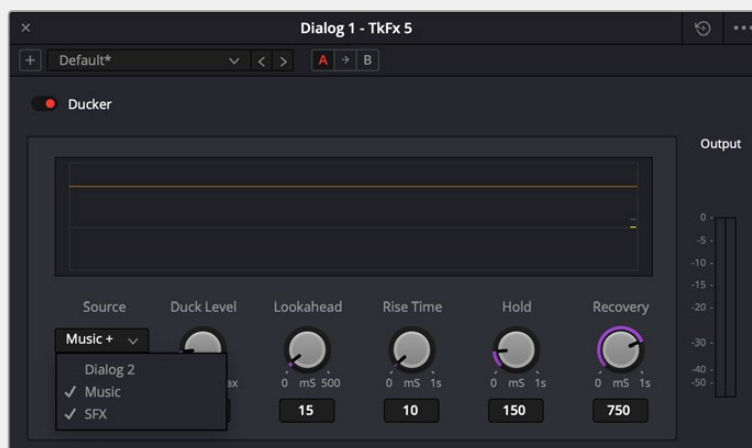 Dialog 1 - TkFx 5
Default*
A B
Ducker
Output
0 -
-5 -
-10 -
-15 -
-20 -
-30 -
-40 -
-50 -
Source Duck Level Lookahead Rise Time Hold Recovery
Music +
Dialog 2
Music
SFX
ax
0 mS 500
0 mS 1s
0 mS 1s
0 mS 1s
15 10 150 750